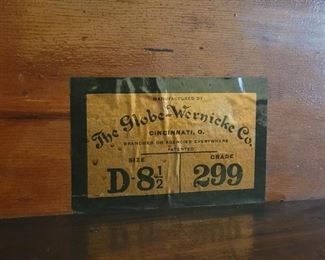 MANUFACTURED BY
The Globe-Wernicke Co.
CINCINNATI, O.
BRANCHES OR AGENCIES EVERYWHERE
PATENTED
SIZE GRADE
D-8½ 299